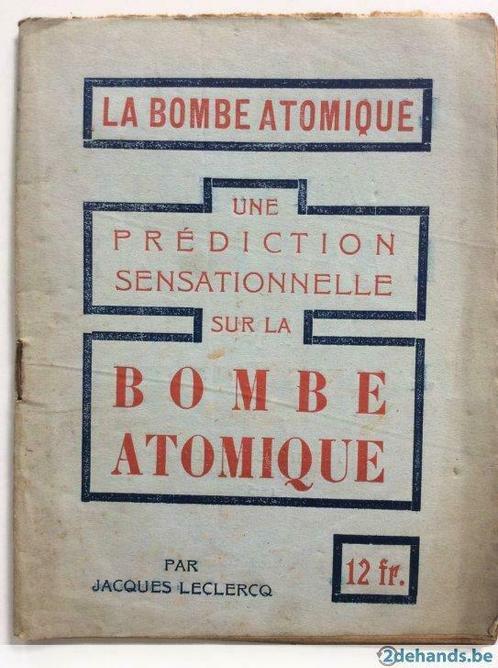 LA BOMBE ATOMIQUE
UNE
PRÉDICTION
SENSATIONNELLE
SUR LA
BOMBE
ATOMIQUE
PAR
JACQUES LECLERCQ
12 fr.
2dehands.be